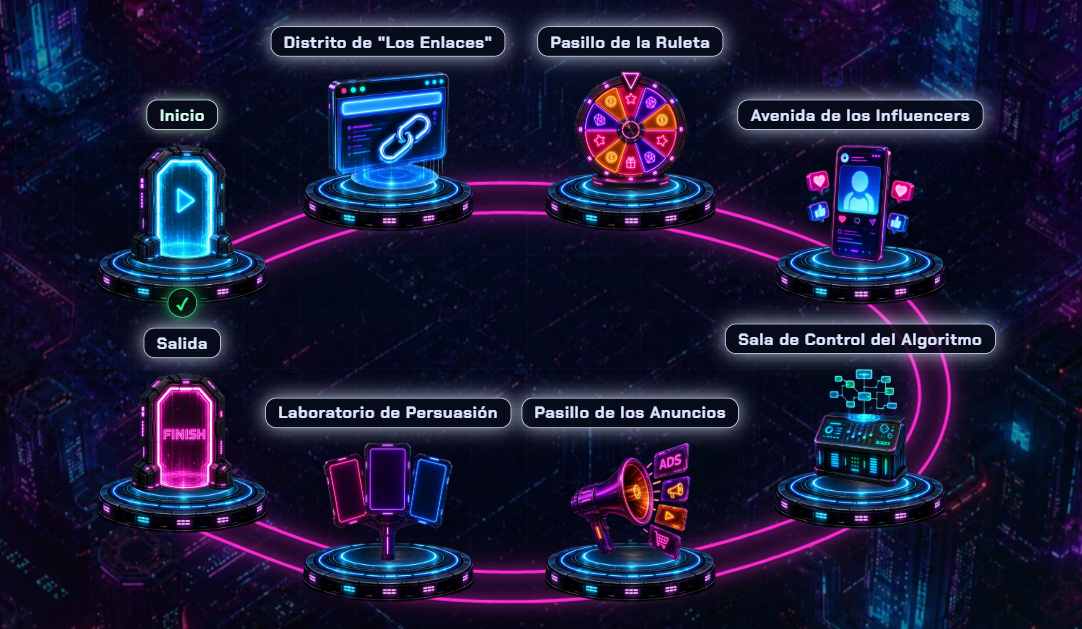 Distrito de "Los Enlaces"
Pasillo de la Ruleta
Inicio
Avenida de los Influencers
Salida
Sala de Control del Algoritmo
FINISH
Laboratorio de Persuasión
Pasillo de los Anuncios
ADS